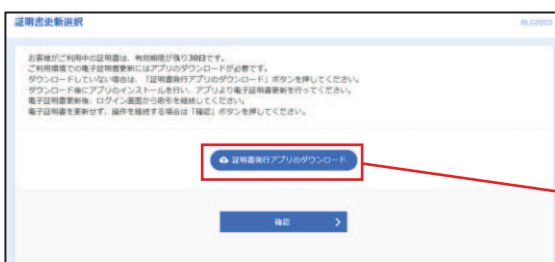 証明書更新選択
BLGI005
お客様がご利用中の証明書は、有効期限が残り30日です。
ご利用環境での電子証明書更新にはアプリのダウンロードが必要です。
ダウンロードしていない場合は、「証明書発行アプリのダウンロード」ボタンを押してください。
ダウンロード後にアプリのインストールを行い、アプリより電子証明書更新を行ってください。
電子証明書更新後、ログイン画面から取引を継続してください。
電子証明書を更新せず、操作を継続する場合は「確認」ボタンを押してください。
証明書発行アプリのダウンロード
確認